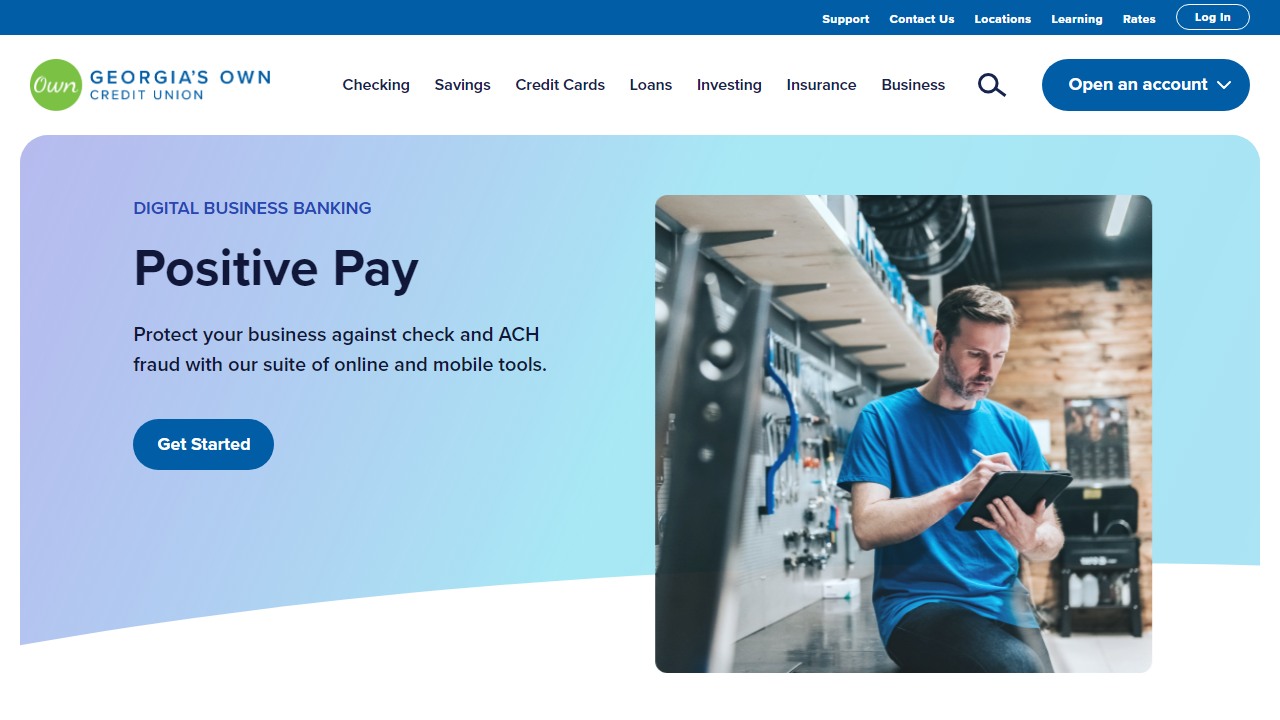 Support Contact Us Locations Learning Rates Log In
Own GEORGIA'S OWN
CREDIT UNION
Checking Savings Credit Cards Loans Investing Insurance Business Open an account
DIGITAL BUSINESS BANKING
Positive Pay
Protect your business against check and ACH
fraud with our suite of online and mobile tools.
Get Started